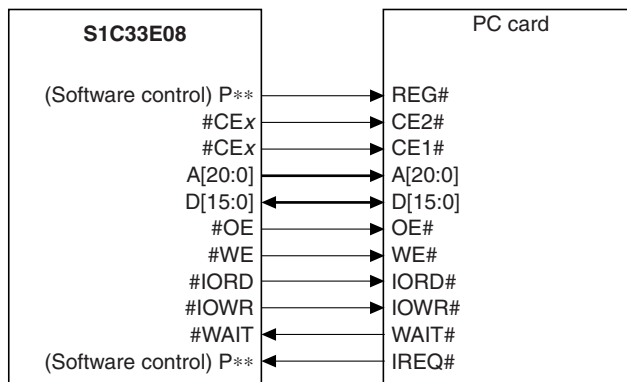 S1C33E08 PC card
(Software control) P** REG#
#CEx CE2#
#CEx CE1#
A[20:0] A[20:0]
D[15:0] D[15:0]
#OE OE#
#WE WE#
#IORD IORD#
#IOWR IOWR#
#WAIT WAIT#
(Software control) P** IREQ#